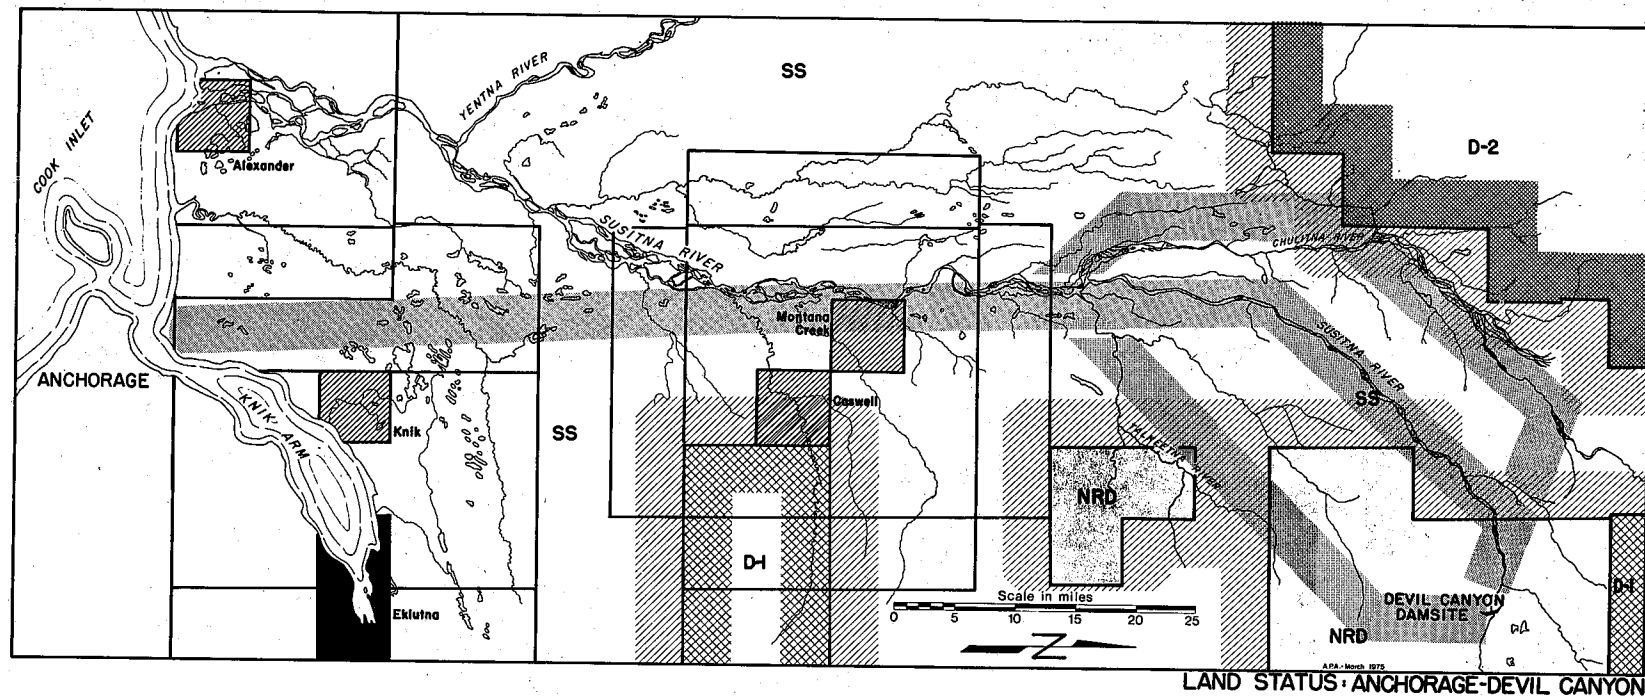 SS
YENTNA RIVER
COOK INLET
D-2
Alexander
SUSITNA RIVER
CHULITNA RIVER
Montana
Creek
SUSITNA RIVER
ANCHORAGE
KNIK ARM
Knik
Caswell
SS
SS
TALKEETNA RIVER
NRD
D-1
Eklutna
Scale in miles
0 5 10 15 20 25
N
DEVIL CANYON
DAMSITE
D-1
NRD
A.P.A.-March 1975
LAND STATUS: ANCHORAGE-DEVIL CANYON